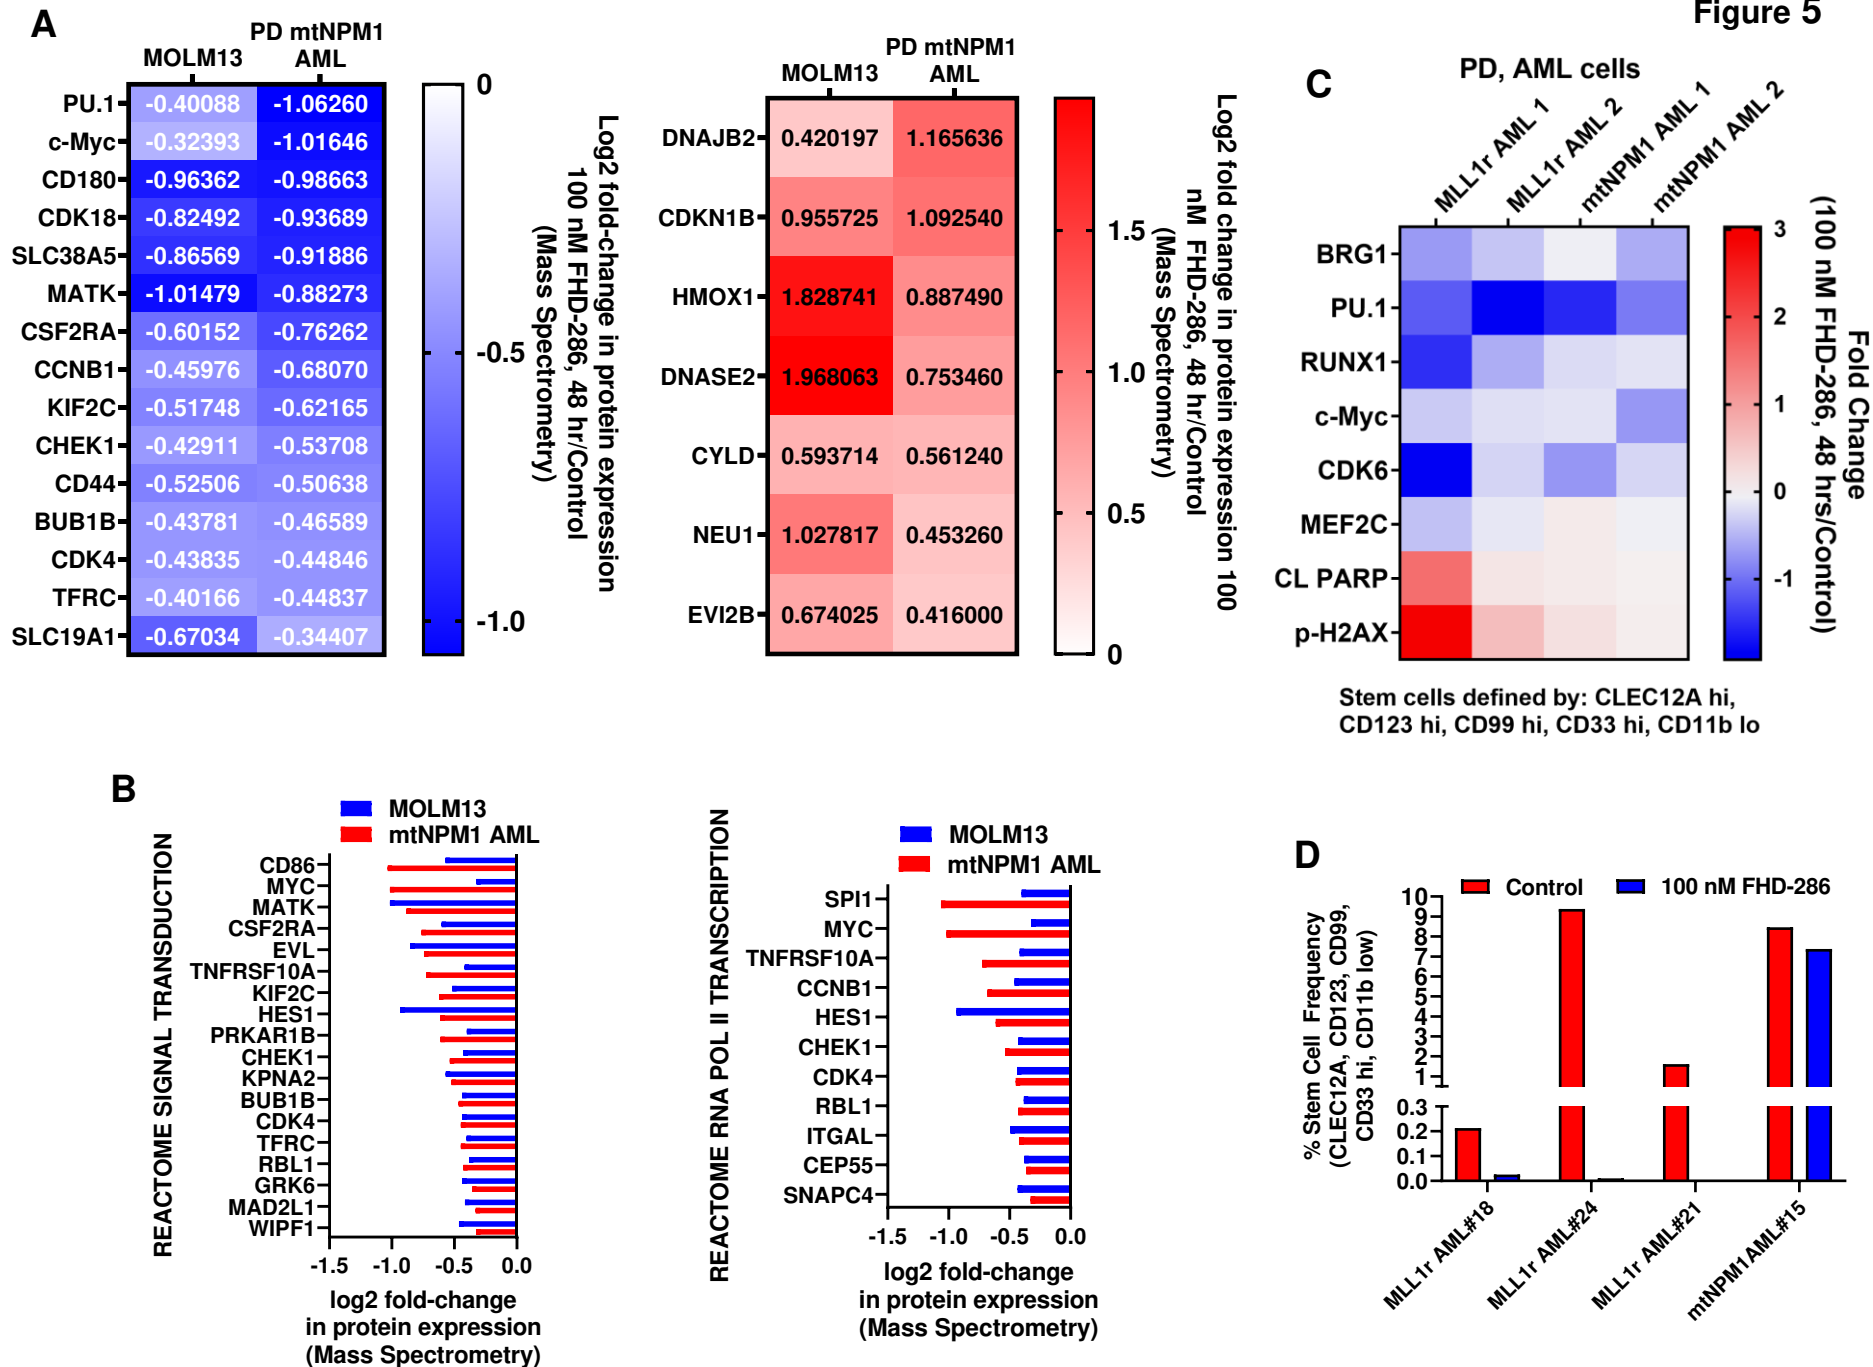 Figure 5
A
MOLM13
PD mtNPM1
AML
PU.1 -0.40088 -1.06260
c-Myc -0.32393 -1.01646
CD180 -0.96362 -0.98663
CDK18 -0.82492 -0.93689
SLC38A5 -0.86569 -0.91886
MATK -1.01479 -0.88273
CSF2RA -0.60152 -0.76262
CCNB1 -0.45976 -0.68070
KIF2C -0.51748 -0.62165
CHEK1 -0.42911 -0.53708
CD44 -0.52506 -0.50638
BUB1B -0.43781 -0.46589
CDK4 -0.43835 -0.44846
TFRC -0.40166 -0.44837
SLC19A1 -0.67034 -0.34407
0
-0.5
-1.0
Log2 fold-change in protein expression
100 nM FHD-286, 48 hr/Control
(Mass Spectrometry)
MOLM13
PD mtNPM1
AML
DNAJB2 0.420197 1.165636
CDKN1B 0.955725 1.092540
HMOX1 1.828741 0.887490
DNASE2 1.968063 0.753460
CYLD 0.593714 0.561240
NEU1 1.027817 0.453260
EVI2B 0.674025 0.416000
1.5
1.0
0.5
0
Log2 fold change in protein expression 100
nM FHD-286, 48 hr/Control
(Mass Spectrometry)
C
PD, AML cells
MLL1r AML 1
MLL1r AML 2
mtNPM1 AML 1
mtNPM1 AML 2
BRG1
PU.1
RUNX1
c-Myc
CDK6
MEF2C
CL PARP
p-H2AX
3
2
1
0
-1
Fold Change
(100 nM FHD-286, 48 hrs/Control)
Stem cells defined by: CLEC12A hi,
CD123 hi, CD99 hi, CD33 hi, CD11b lo
B
MOLM13
mtNPM1 AML
REACTOME SIGNAL TRANSDUCTION
CD86
MYC
MATK
CSF2RA
EVL
TNFRSF10A
KIF2C
HES1
PRKAR1B
CHEK1
KPNA2
BUB1B
CDK4
TFRC
RBL1
GRK6
MAD2L1
WIPF1
-1.5 -1.0 -0.5 0.0
log2 fold-change
in protein expression
(Mass Spectrometry)
MOLM13
mtNPM1 AML
REACTOME RNA POL II TRANSCRIPTION
SPI1
MYC
TNFRSF10A
CCNB1
HES1
CHEK1
CDK4
RBL1
ITGAL
CEP55
SNAPC4
-1.5 -1.0 -0.5 0.0
log2 fold-change
in protein expression
(Mass Spectrometry)
D
Control
100 nM FHD-286
% Stem Cell Frequency
(CLEC12A, CD123, CD99,
CD33 hi, CD11b low)
10
9
8
7
6
5
4
3
2
1
0.3
0.2
0.1
0.0
MLL1r AML#18
MLL1r AML#24
MLL1r AML#21
mtNPM1AML#15